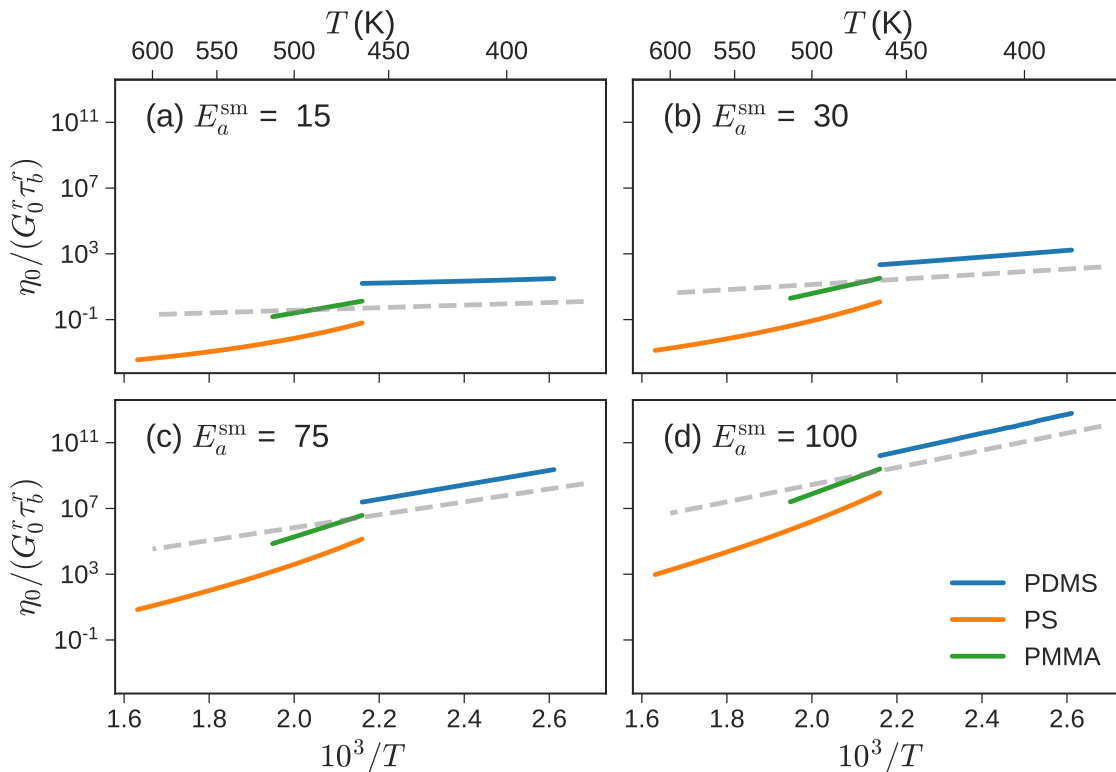 T (K)
T (K)
600 550 500 450 400
600 550 500 450 400
(a) E_a^sm = 15
(b) E_a^sm = 30
10^11
10^7
10^3
10^-1
η_0/(G_0^r τ_b^r)
(c) E_a^sm = 75
(d) E_a^sm = 100
10^11
10^7
10^3
10^-1
η_0/(G_0^r τ_b^r)
PDMS
PS
PMMA
1.6 1.8 2.0 2.2 2.4 2.6
1.6 1.8 2.0 2.2 2.4 2.6
10^3/T
10^3/T